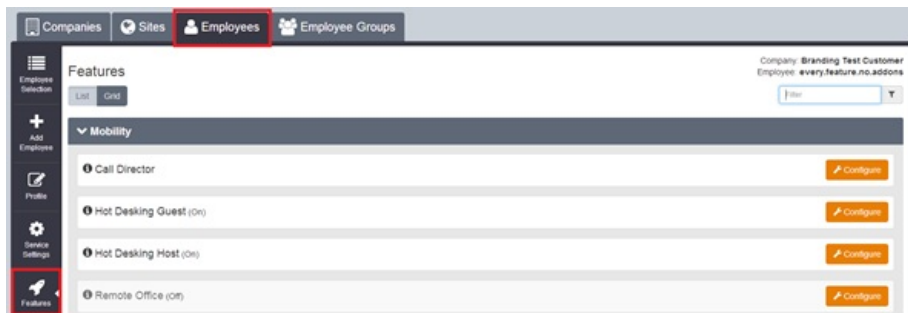 Companies Sites Employees Employee Groups
Employee Selection
Add Employee
Profile
Service Settings
Features
Features
Company: Branding Test Customer
Employee: every.feature.no.addons
List Grid
Filter
Mobility
Call Director Configure
Hot Desking Guest (On) Configure
Hot Desking Host (On) Configure
Remote Office (Off) Configure